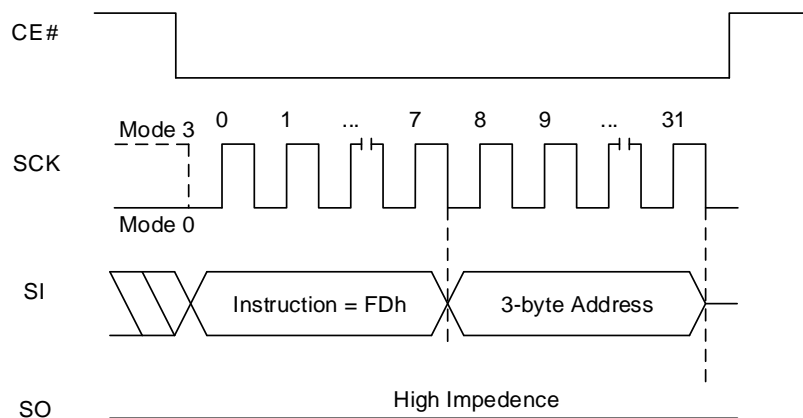 CE#
Mode 3
0 1 ... 7 8 9 ... 31
SCK
Mode 0
SI
Instruction = FDh
3-byte Address
High Impedence
SO